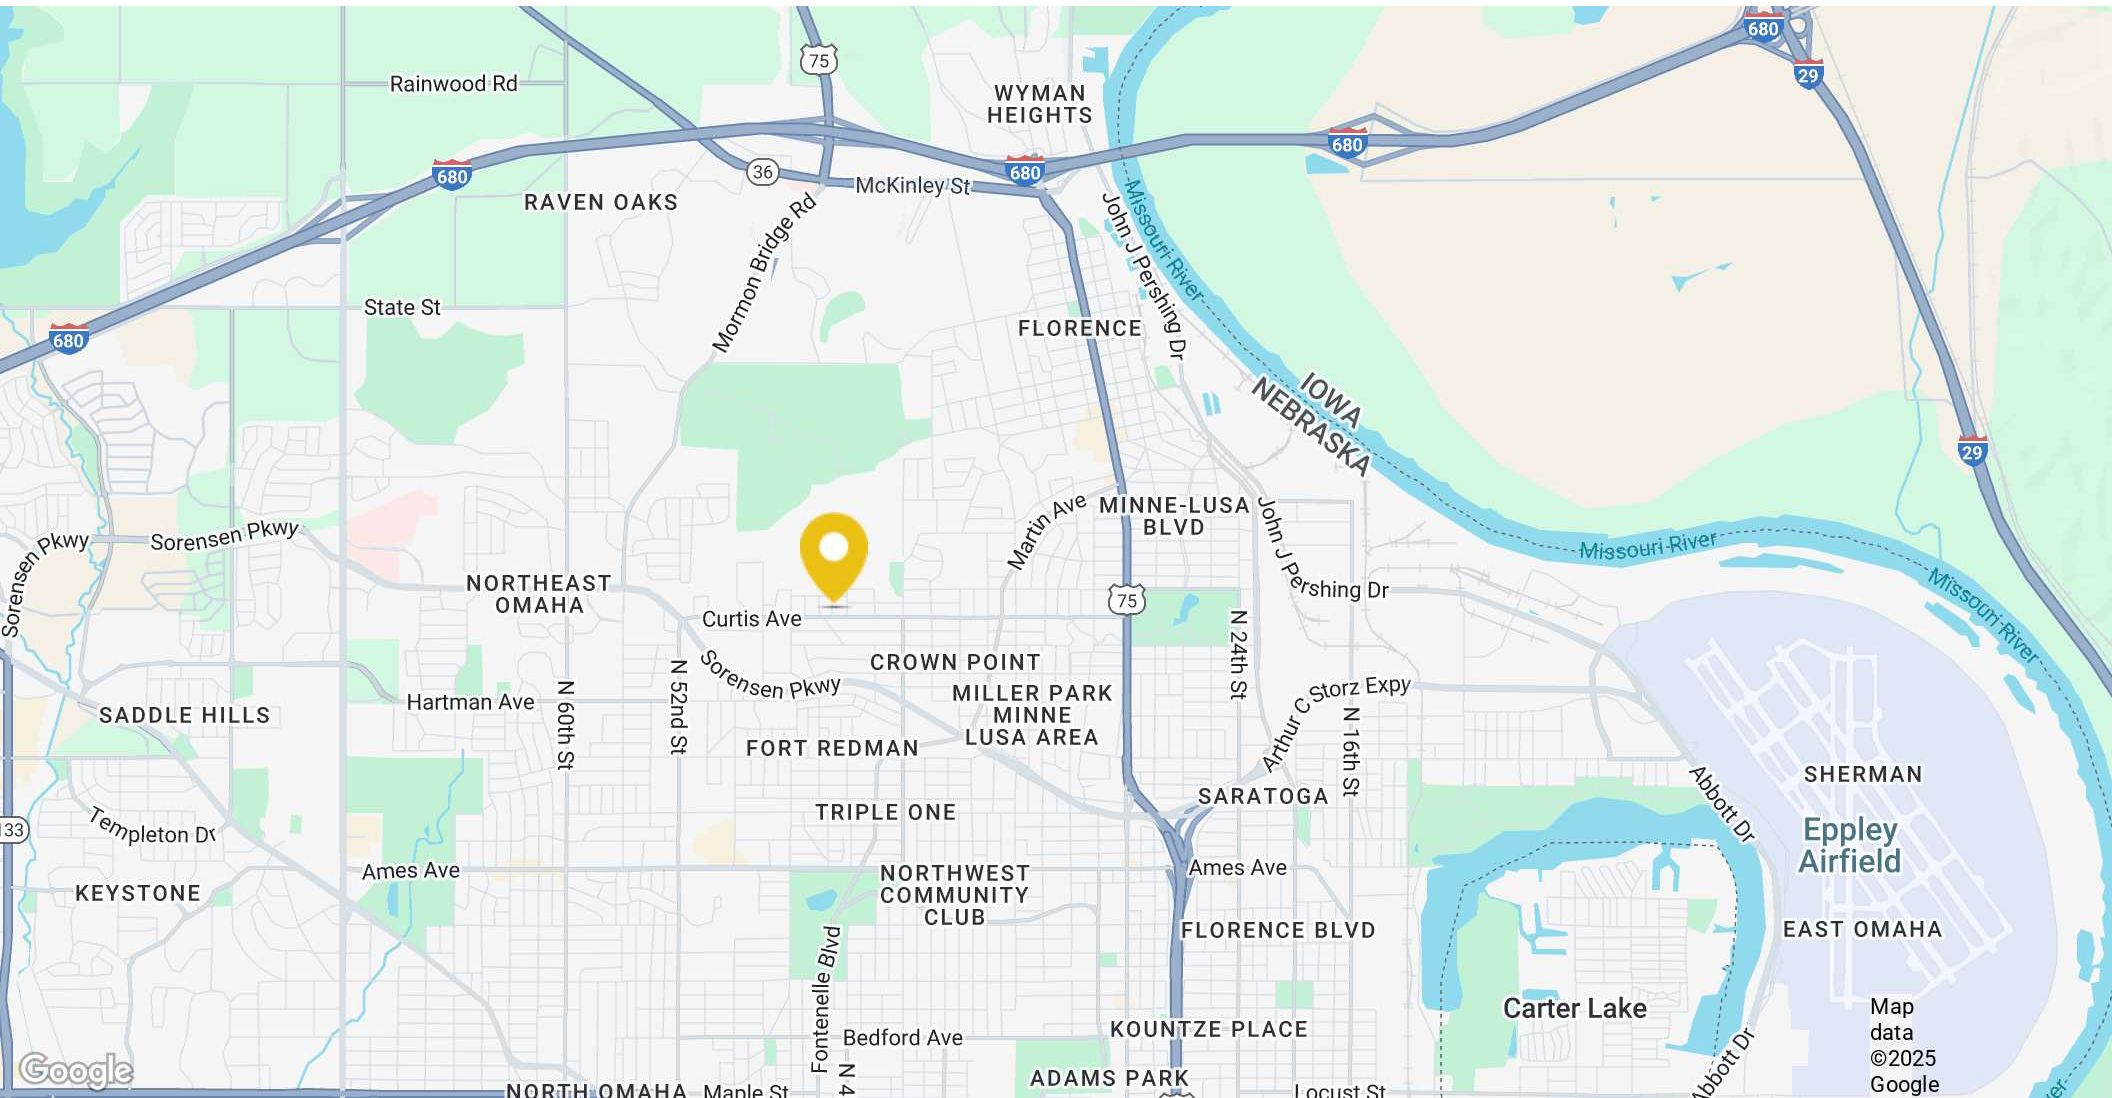 680
75
29
Rainwood Rd
WYMAN
HEIGHTS
680
680
680
36
McKinley St
RAVEN OAKS
Mormon Bridge Rd
John J Pershing Dr
Missouri River
State St
680
FLORENCE
IOWA
NEBRASKA
29
Martin Ave
MINNE-LUSA
BLVD
Sorensen Pkwy
Sorensen Pkwy
John J Pershing Dr
Missouri River
Missouri River
NORTHEAST
OMAHA
75
Curtis Ave
N 24th St
CROWN POINT
Sorensen Pkwy
N 52nd St
N 60th St
Hartman Ave
MILLER PARK
MINNE
LUSA AREA
Arthur C Storz Expy
N 16th St
SADDLE HILLS
FORT REDMAN
SHERMAN
Abbott Dr
SARATOGA
TRIPLE ONE
Templeton Dr
133
Eppley
Airfield
Ames Ave
Ames Ave
KEYSTONE
NORTHWEST
COMMUNITY
CLUB
FLORENCE BLVD
EAST OMAHA
Fontenelle Blvd
Carter Lake
KOUNTZE PLACE
Bedford Ave
Abbott Dr
ADAMS PARK
N 4
NORTH OMAHA
Maple St
Locust St
Google
Map
data
©2025
Google